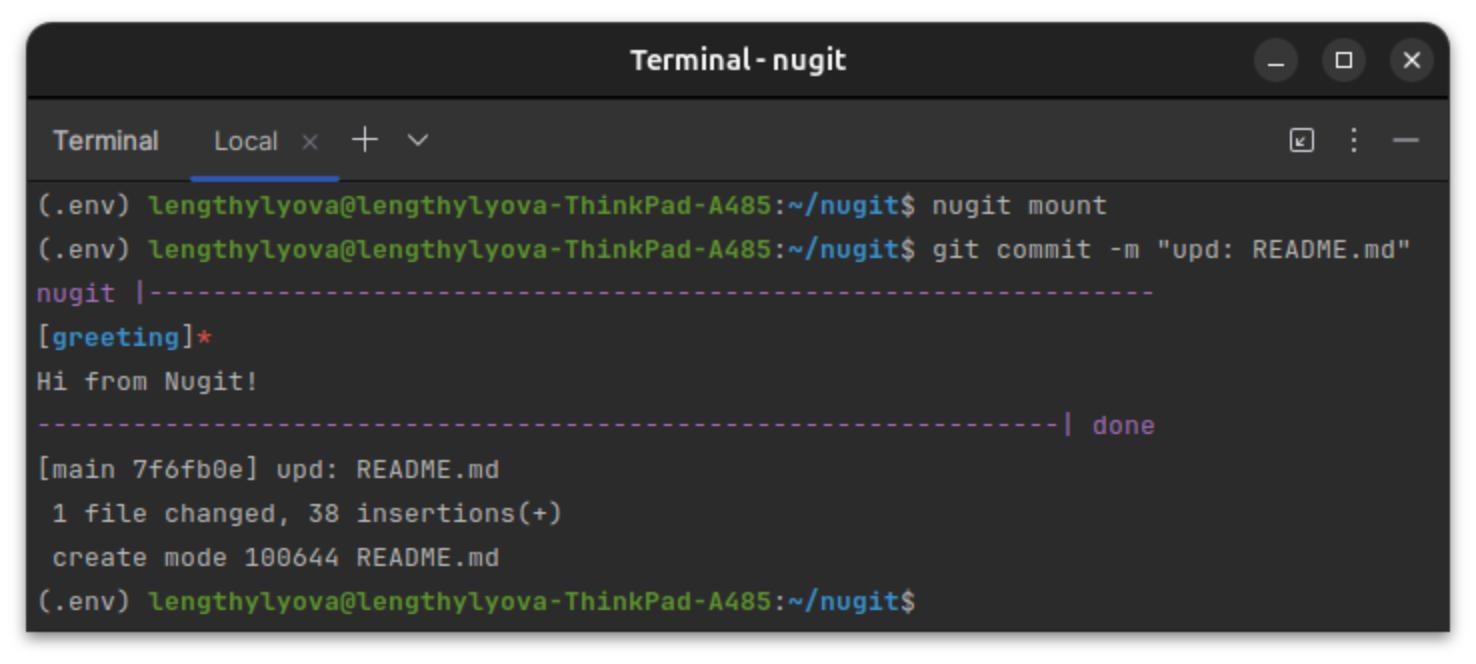 Terminal - nugit
Terminal Local
(.env) lengthylyova@lengthylyova-ThinkPad-A485:~/nugit$ nugit mount
(.env) lengthylyova@lengthylyova-ThinkPad-A485:~/nugit$ git commit -m "upd: README.md"
nugit |---------------------------------------------------------------
[greeting]*
Hi from Nugit!
----------------------------------------------------------------| done
[main 7f6fb0e] upd: README.md
1 file changed, 38 insertions(+)
create mode 100644 README.md
(.env) lengthylyova@lengthylyova-ThinkPad-A485:~/nugit$